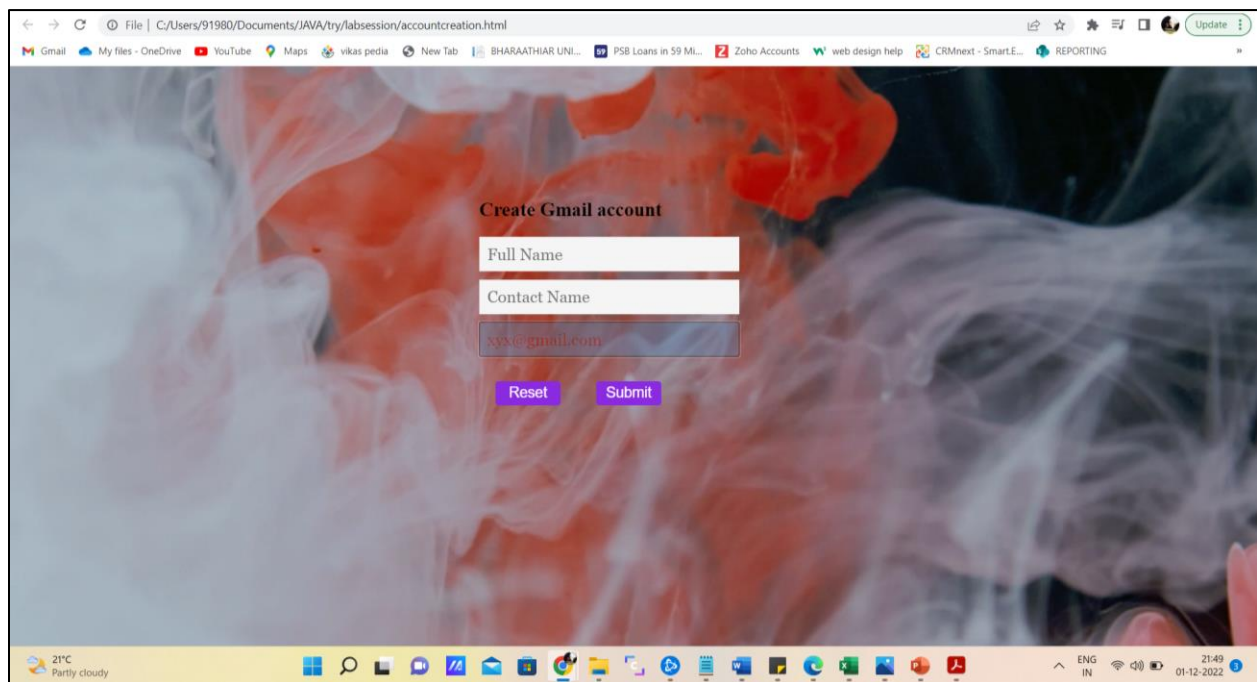 File | C:/Users/91980/Documents/JAVA/try/labsession/accountcreation.html
Update
Gmail My files - OneDrive YouTube Maps vikas pedia New Tab BHARAATHIAR UNI... 59 PSB Loans in 59 Mi... Zoho Accounts web design help CRMnext - Smart.E... REPORTING »
Create Gmail account
Full Name
Contact Name
xyx@gmail.com
Reset Submit
21°C
Partly cloudy
ENG
IN
21:49
01-12-2022
3